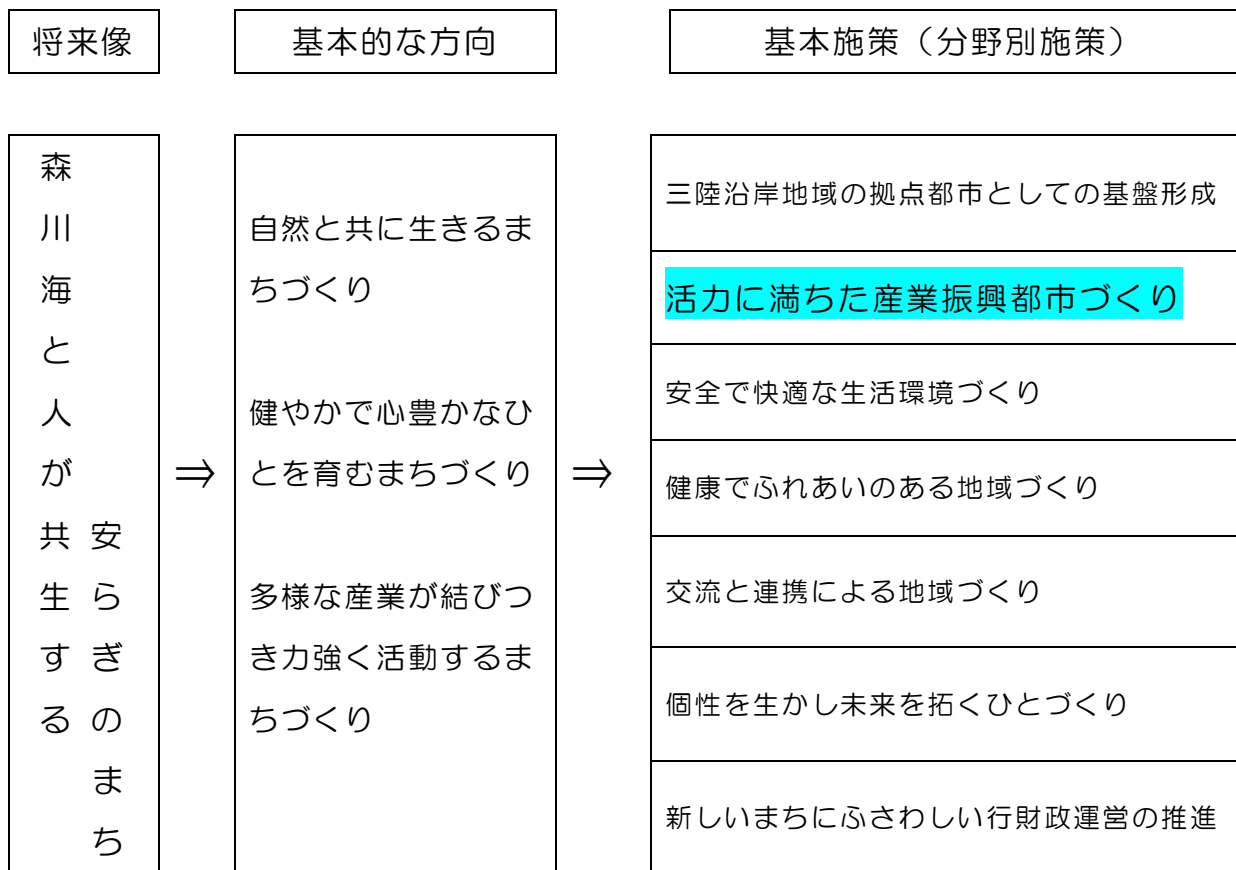 将来像
基本的な方向
基本施策（分野別施策）
森川海と人が共生する
安らぎのまち
⇒
自然と共に生きるま
ちづくり
健やかで心豊かなひ
とを育むまちづくり
多様な産業が結びつ
き力強く活動するま
ちづくり
⇒
三陸沿岸地域の拠点都市としての基盤形成
活力に満ちた産業振興都市づくり
安全で快適な生活環境づくり
健康でふれあいのある地域づくり
交流と連携による地域づくり
個性を生かし未来を拓くひとづくり
新しいまちにふさわしい行財政運営の推進